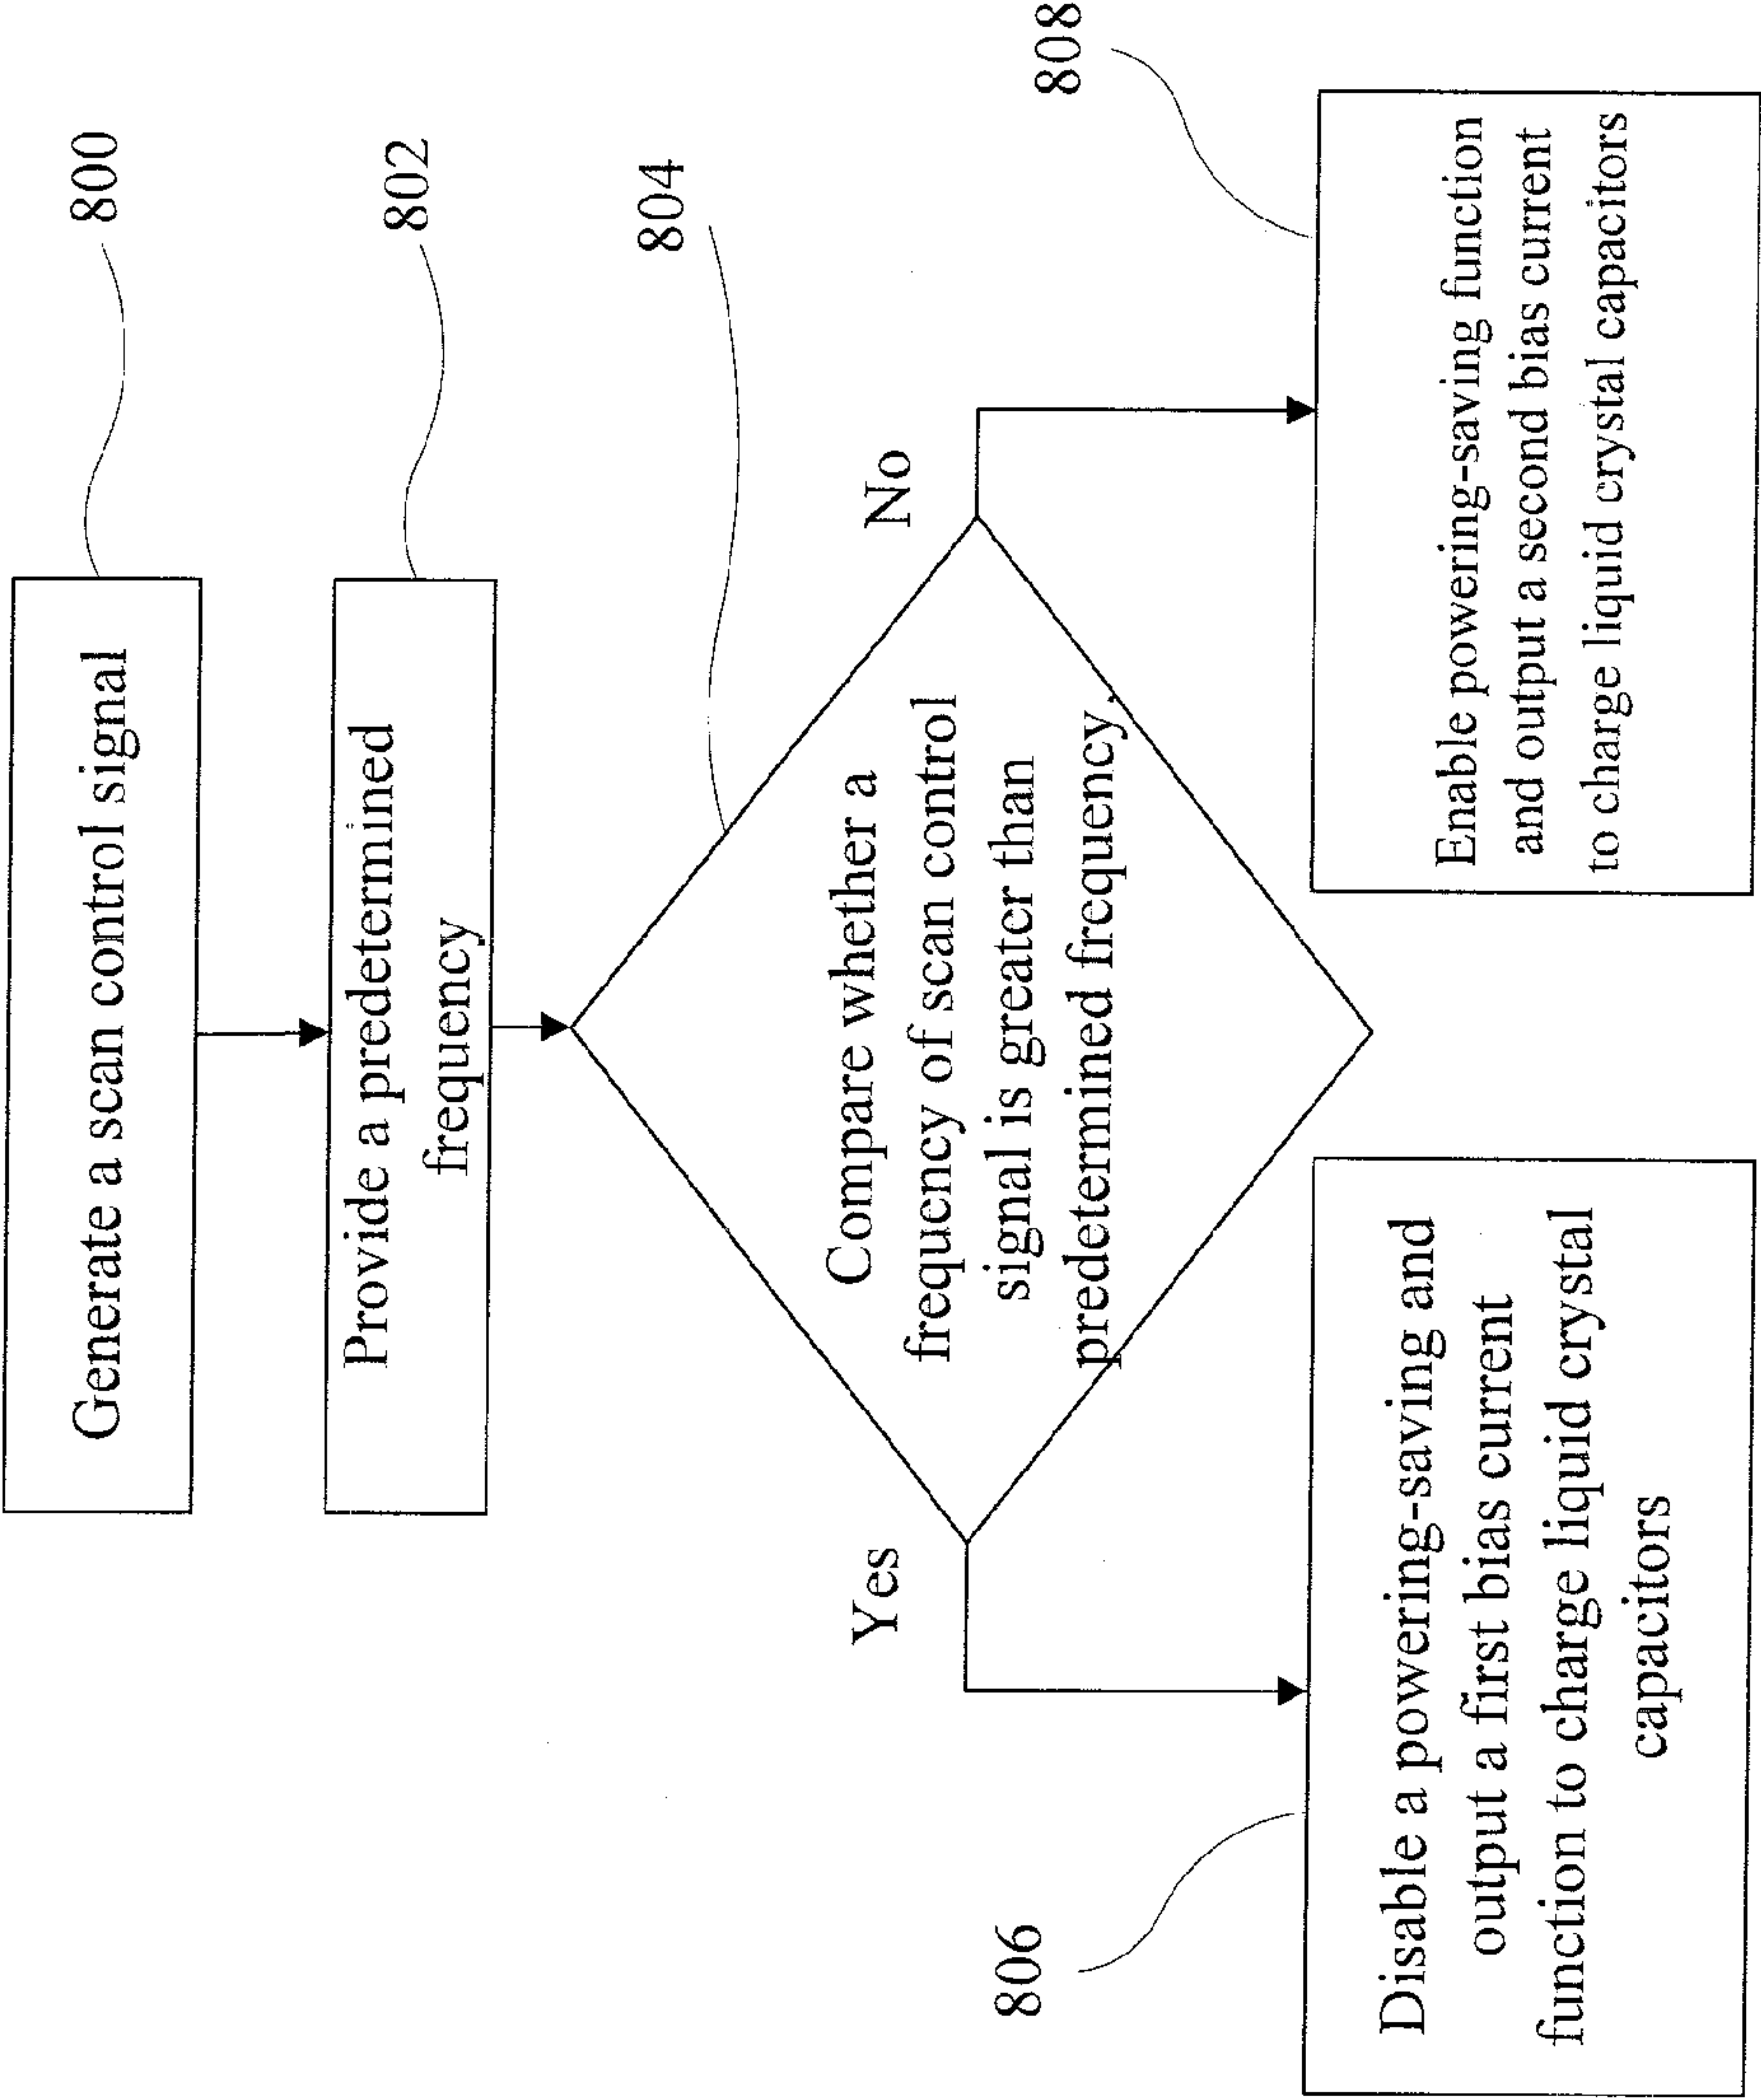 800
Generate a scan control signal
802
Provide a predetermined
frequency
804
Compare whether a
frequency of scan control
signal is greater than
predetermined frequency
Yes
No
806
Disable a powering-saving and
output a first bias current
function to charge liquid crystal
capacitors
808
Enable powering-saving function
and output a second bias current
to charge liquid crystal capacitors